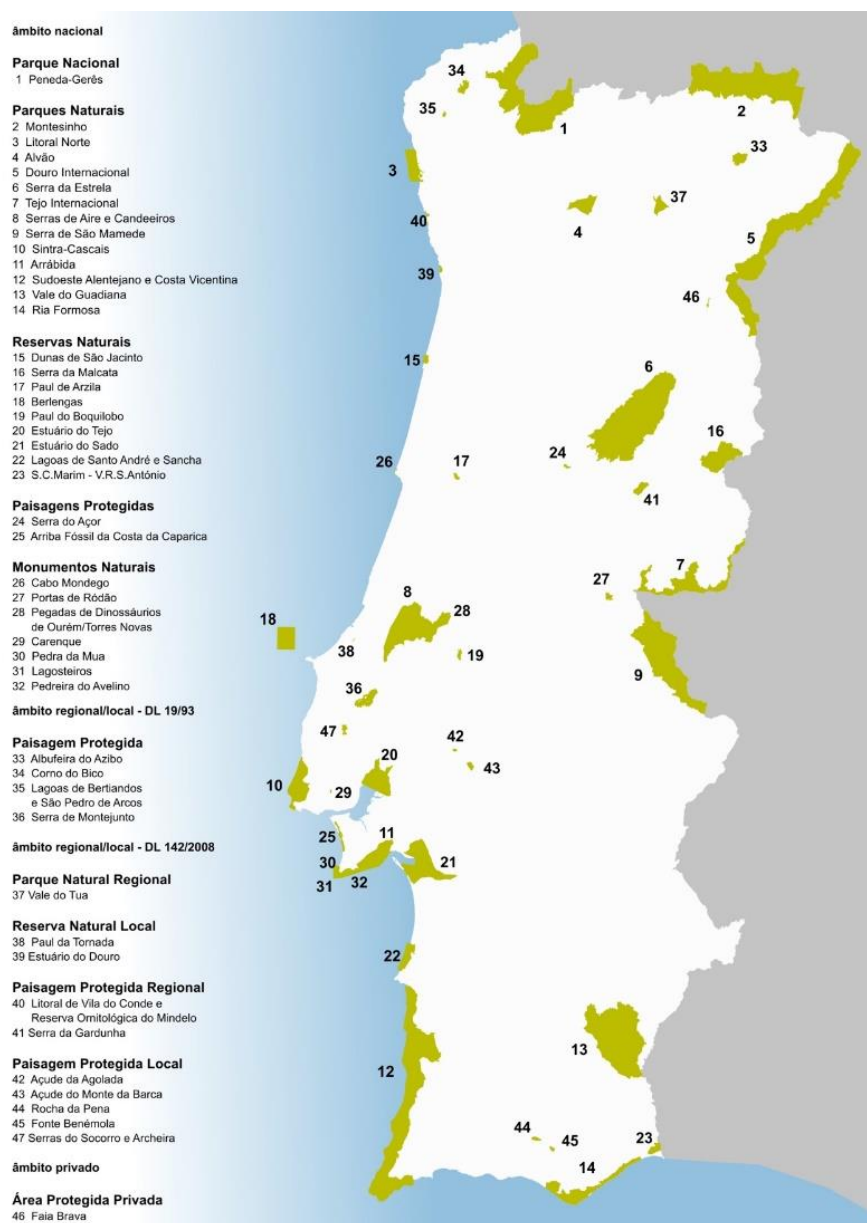 âmbito nacional
Parque Nacional
1 Peneda-Gerês
Parques Naturais
2 Montesinho
3 Litoral Norte
4 Alvão
5 Douro Internacional
6 Serra da Estrela
7 Tejo Internacional
8 Serras de Aire e Candeeiros
9 Serra de São Mamede
10 Sintra-Cascais
11 Arrábida
12 Sudoeste Alentejano e Costa Vicentina
13 Vale do Guadiana
14 Ria Formosa
Reservas Naturais
15 Dunas de São Jacinto
16 Serra da Malcata
17 Paul de Arzila
18 Berlengas
19 Paul do Boquilobo
20 Estuário do Tejo
21 Estuário do Sado
22 Lagoas de Santo André e Sancha
23 S.C.Marim - V.R.S.António
Paisagens Protegidas
24 Serra do Açor
25 Arriba Fóssil da Costa da Caparica
Monumentos Naturais
26 Cabo Mondego
27 Portas de Ródão
28 Pegadas de Dinossáurios
de Ourém/Torres Novas
29 Carenque
30 Pedra da Mua
31 Lagosteiros
32 Pedreira do Avelino
âmbito regional/local - DL 19/93
Paisagem Protegida
33 Albufeira do Azibo
34 Corno do Bico
35 Lagoas de Bertiandos
e São Pedro de Arcos
36 Serra de Montejunto
âmbito regional/local - DL 142/2008
Parque Natural Regional
37 Vale do Tua
Reserva Natural Local
38 Paul da Tornada
39 Estuário do Douro
Paisagem Protegida Regional
40 Litoral de Vila do Conde e
Reserva Ornitológica do Mindelo
41 Serra da Gardunha
Paisagem Protegida Local
42 Açude da Agolada
43 Açude do Monte da Barca
44 Rocha da Pena
45 Fonte Benémola
47 Serras do Socorro e Archeira
âmbito privado
Área Protegida Privada
46 Faia Brava
34
35
1
2
33
3
37
40
4
5
39
46
15
6
16
24
26
17
41
7
27
8
28
18
38
19
9
36
47
42
20
43
10
29
25
11
30
21
31
32
22
13
12
44
45
23
14